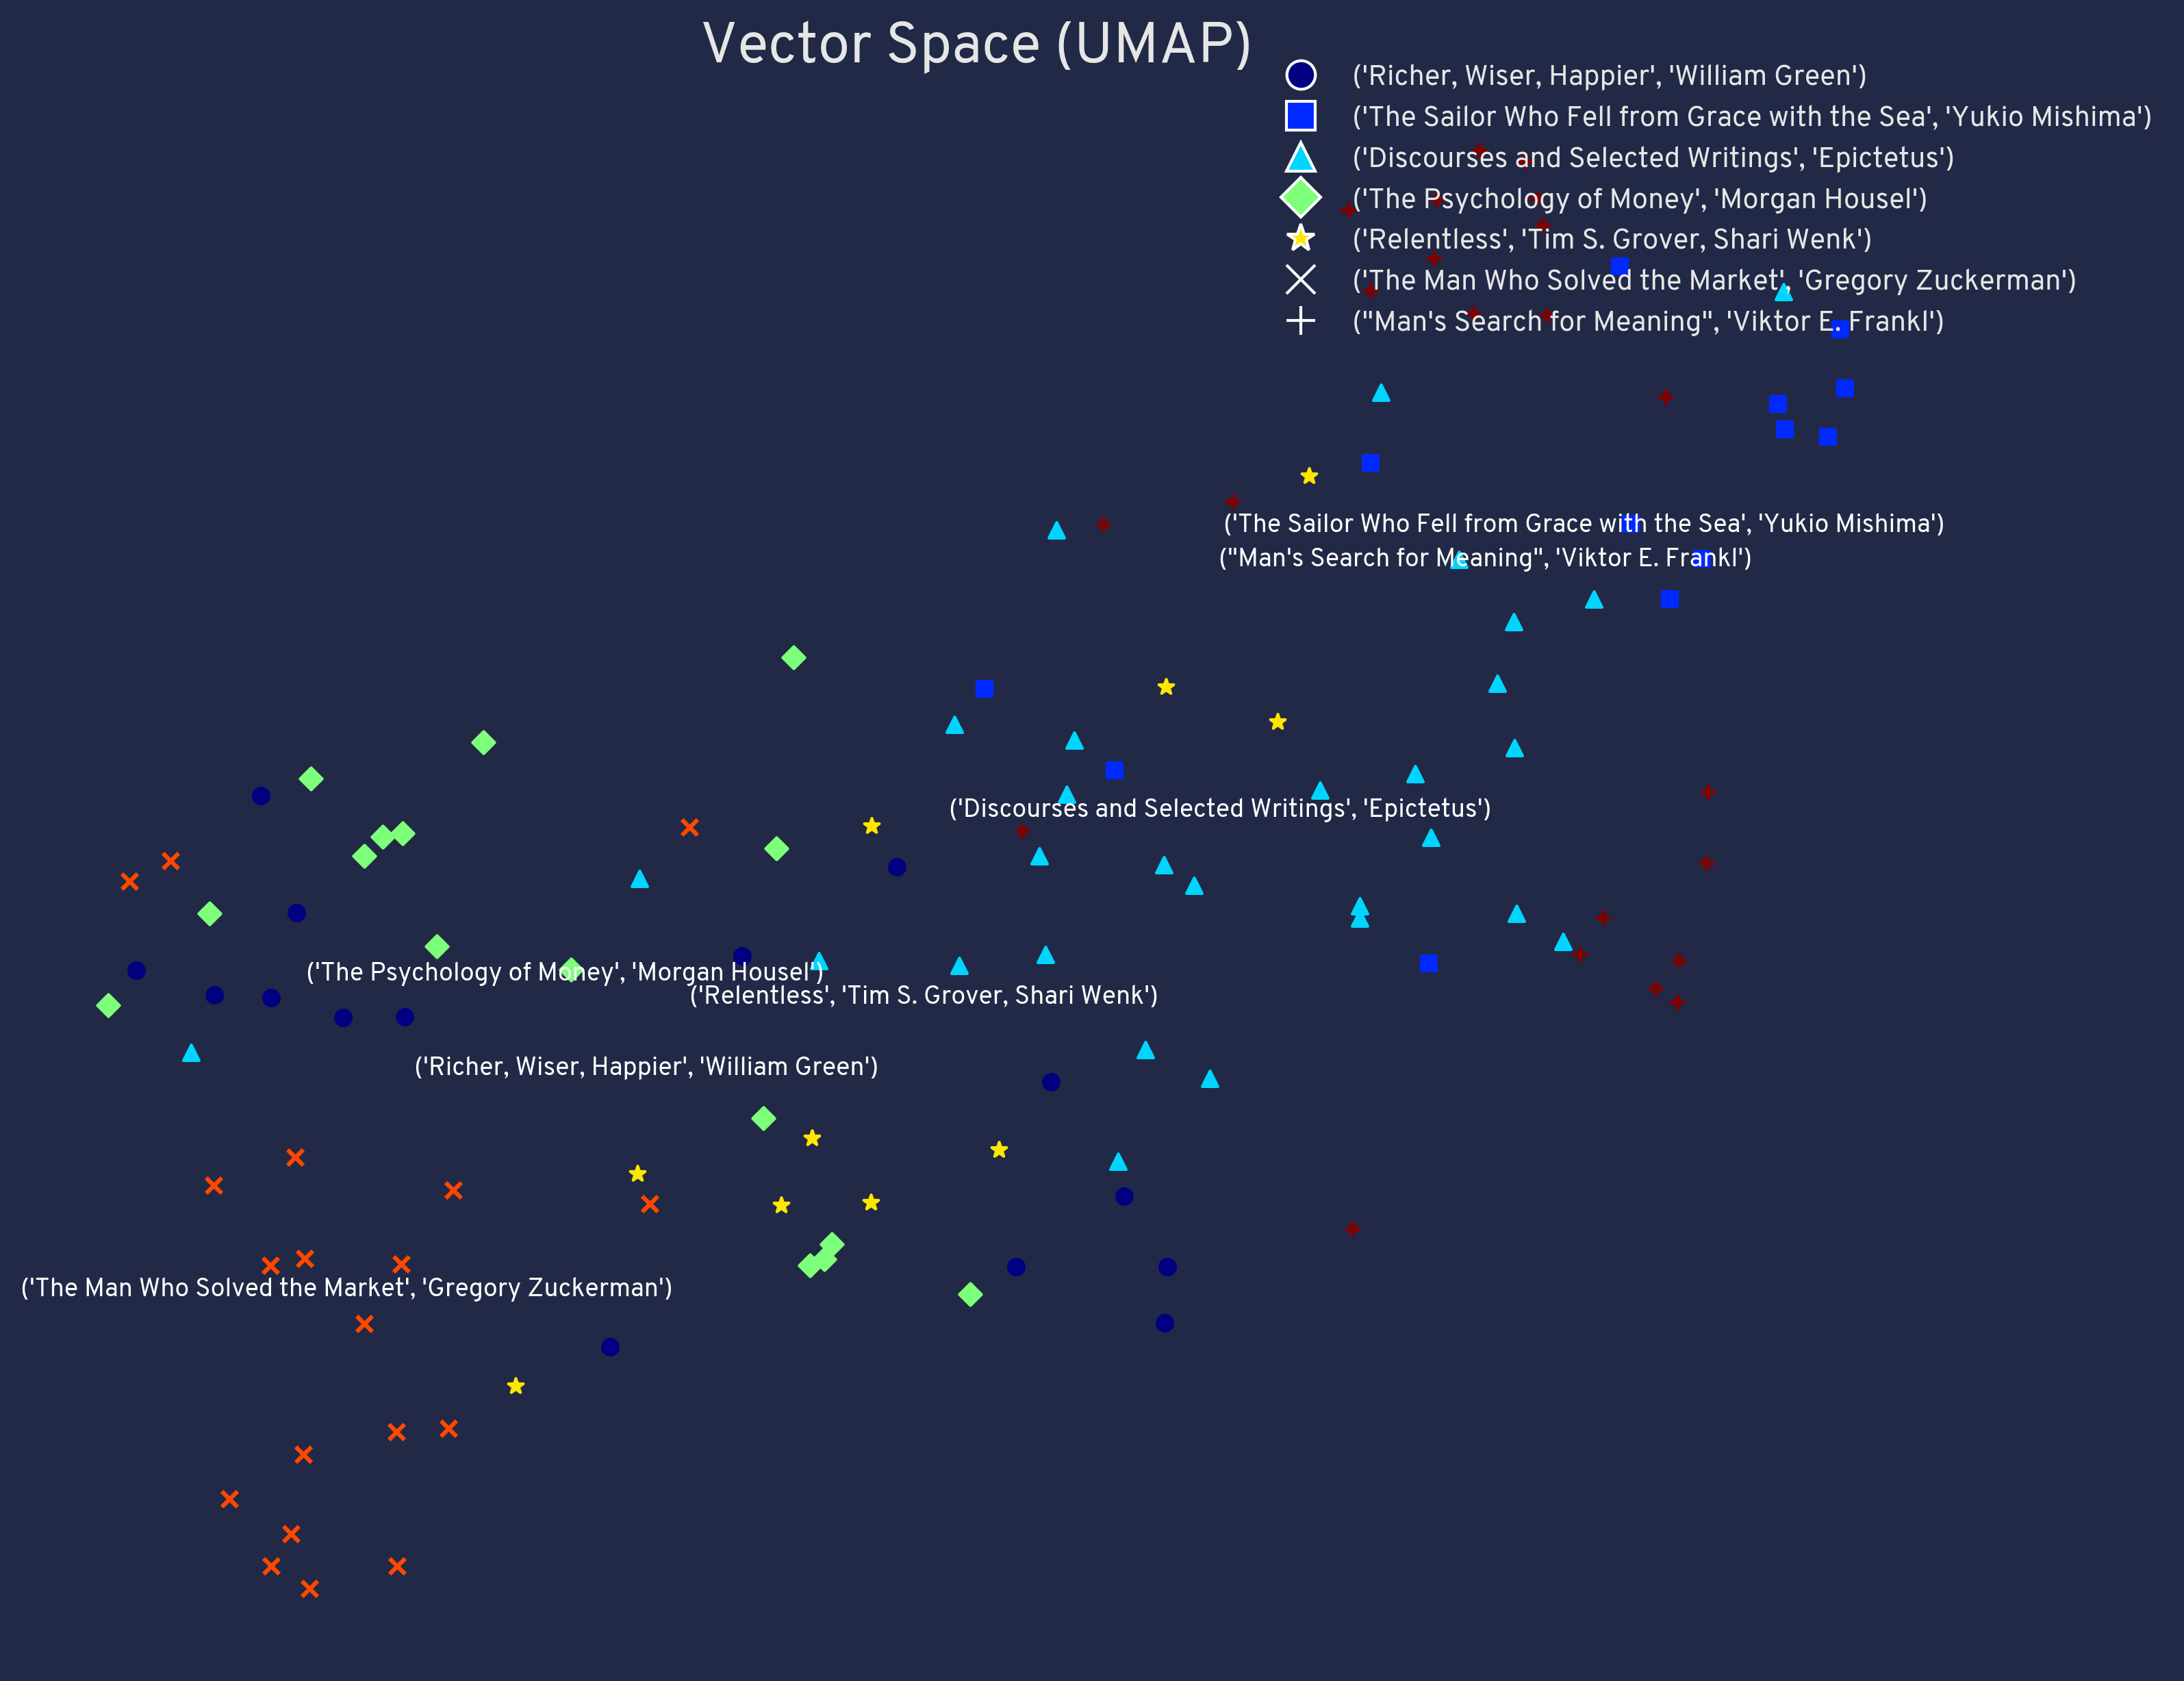 Vector Space (UMAP)
('Richer, Wiser, Happier', 'William Green')
('The Sailor Who Fell from Grace with the Sea', 'Yukio Mishima')
('Discourses and Selected Writings', 'Epictetus')
('The Psychology of Money', 'Morgan Housel')
('Relentless', 'Tim S. Grover, Shari Wenk')
('The Man Who Solved the Market', 'Gregory Zuckerman')
("Man's Search for Meaning", 'Viktor E. Frankl')
('The Sailor Who Fell from Grace with the Sea', 'Yukio Mishima')
("Man's Search for Meaning", 'Viktor E. Frankl')
('Discourses and Selected Writings', 'Epictetus')
('The Psychology of Money', 'Morgan Housel')
('Relentless', 'Tim S. Grover, Shari Wenk')
('Richer, Wiser, Happier', 'William Green')
('The Man Who Solved the Market', 'Gregory Zuckerman')